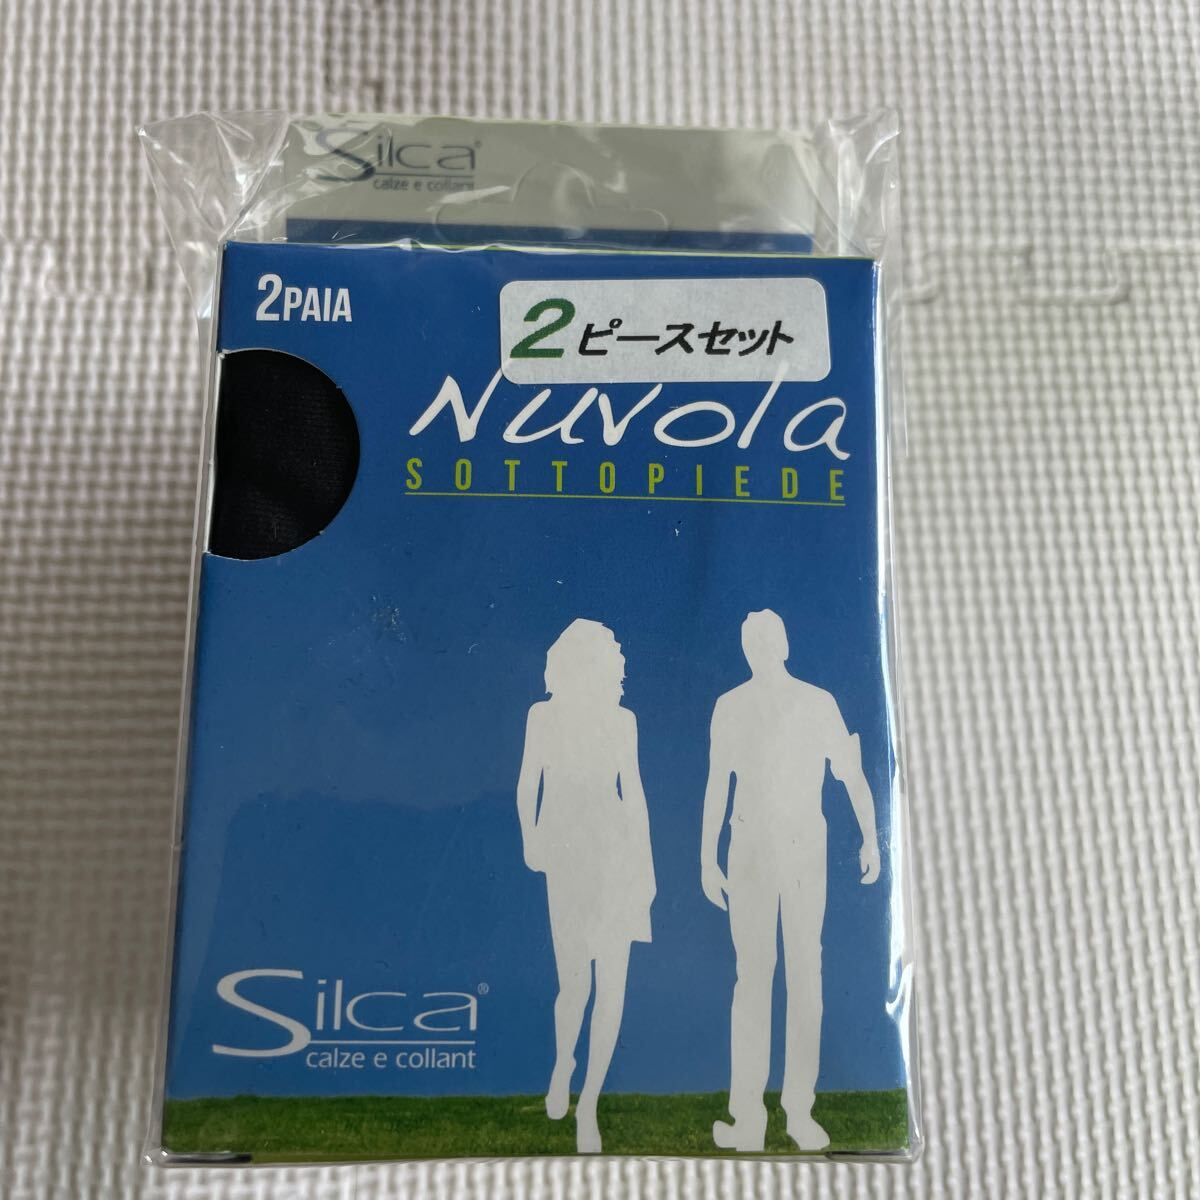 Silca®
calze e collant
2PAIA
2ピースセット
Nuvola
SOTTOPIEDE
Silca®
calze e collant